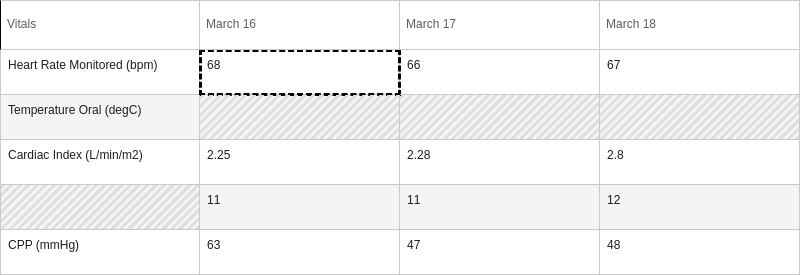 Vitals March 16 March 17 March 18
Heart Rate Monitored (bpm) 68 66 67
Temperature Oral (degC)
Cardiac Index (L/min/m2) 2.25 2.28 2.8
11 11 12
CPP (mmHg) 63 47 48